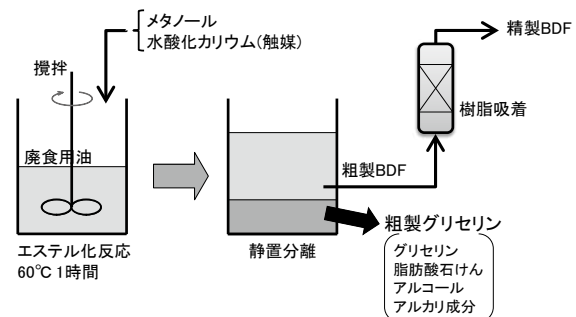 メタノール
水酸化カリウム(触媒)
精製BDF
攪拌
樹脂吸着
廃食用油
粗製BDF
粗製グリセリン
エステル化反応
60℃ 1時間
静置分離
グリセリン
脂肪酸石けん
アルコール
アルカリ成分